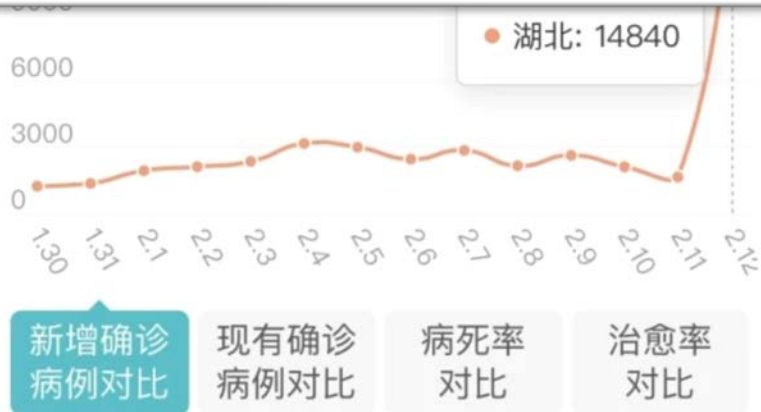 湖北: 14840
6000
3000
0
1.30 1.31 2.1 2.2 2.3 2.4 2.5 2.6 2.7 2.8 2.9 2.10 2.11 2.12
新增确诊
病例对比
现有确诊
病例对比
病死率
对比
治愈率
对比